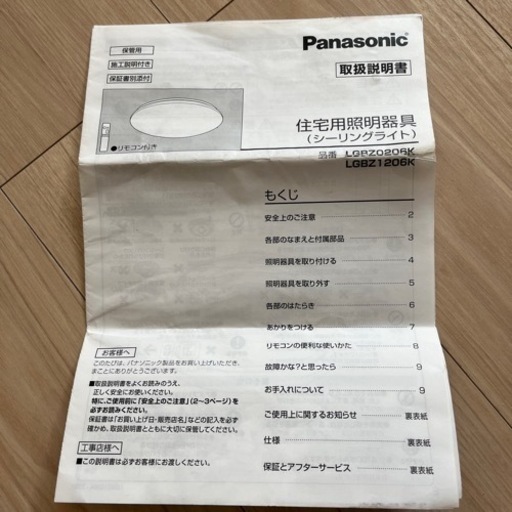 保管用
施工説明付き
保証書別添付
●リモコン付き
Panasonic
取扱説明書
住宅用照明器具
(シーリングライト)
品番 LGBZ0206K
LGBZ1206K
もくじ
安全上のご注意 2
各部のなまえと付属部品 3
照明器具を取り付ける 4
照明器具を取り外す 5
各部のはたらき 6
あかりをつける 7
リモコンの便利な使いかた 8
故障かな?と思ったら 9
お手入れについて 9
ご使用上に関するお知らせ 裏表紙
仕様 裏表紙
保証とアフターサービス 裏表紙
お客様へ
このたびは、パナソニック製品をお買い上げいただき、
まことにありがとうございます。
■取扱説明書をよくお読みのうえ、
正しく安全にお使いください。
特に、ご使用前に「安全上のご注意」(2〜3ページ)を
必ずお読みください。
保証書は「お買い上げ日・販売店名」などの記入を必ず
確かめ、取扱説明書とともに大切に保管してください。
工事店様へ
■この説明書は必ずお客様にお渡しください。